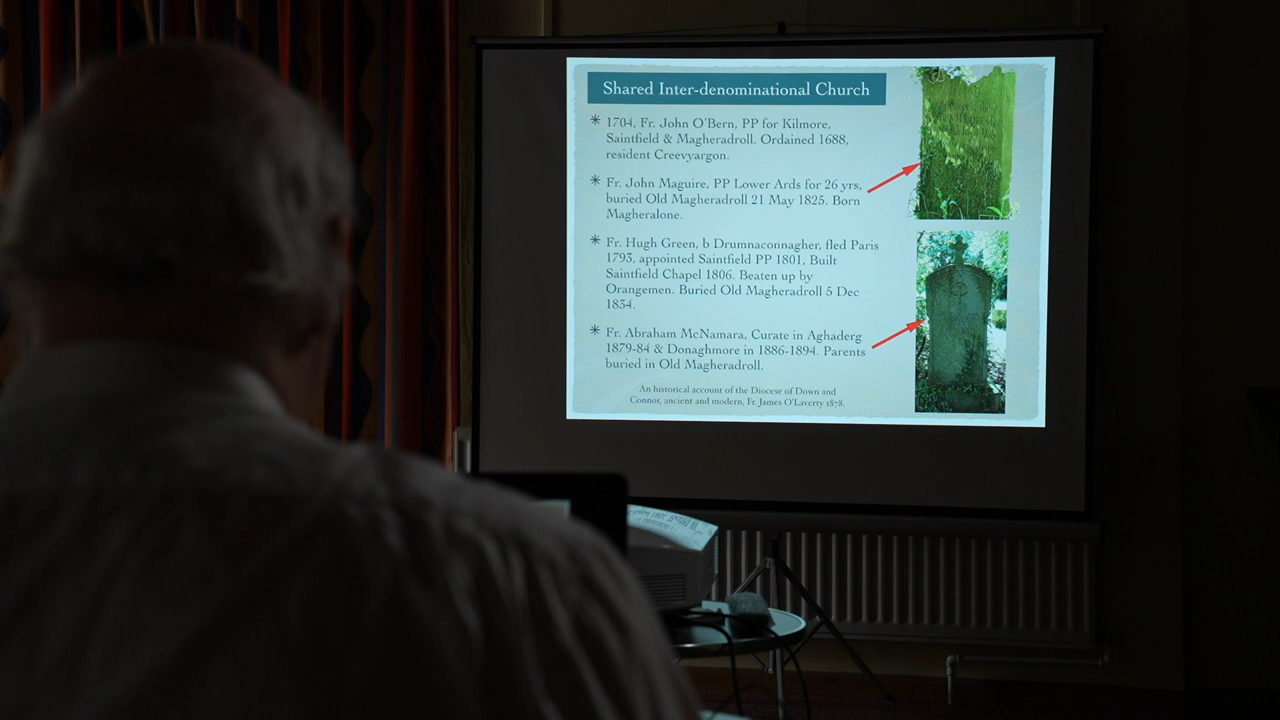 Shared Inter-denominational Church
* 1704, Fr. John O'Bern, PP for Kilmore,
Saintfield & Magheradroll. Ordained 1688,
resident Creevyargon.
* Fr. John Maguire, PP Lower Ards for 26 yrs,
buried Old Magheradroll 21 May 1825. Born
Magheralone.
* Fr. Hugh Green, b Drumnaconnagher, fled Paris
1793, appointed Saintfield PP 1801, Built
Saintfield Chapel 1806. Beaten up by
Orangemen. Buried Old Magheradroll 5 Dec
1834.
* Fr. Abraham McNamara, Curate in Aghaderg
1879-84 & Donaghmore in 1886-1894. Parents
buried in Old Magheradroll.
An historical account of the Diocese of Down and
Connor, ancient and modern, Fr. James O'Laverty 1878.